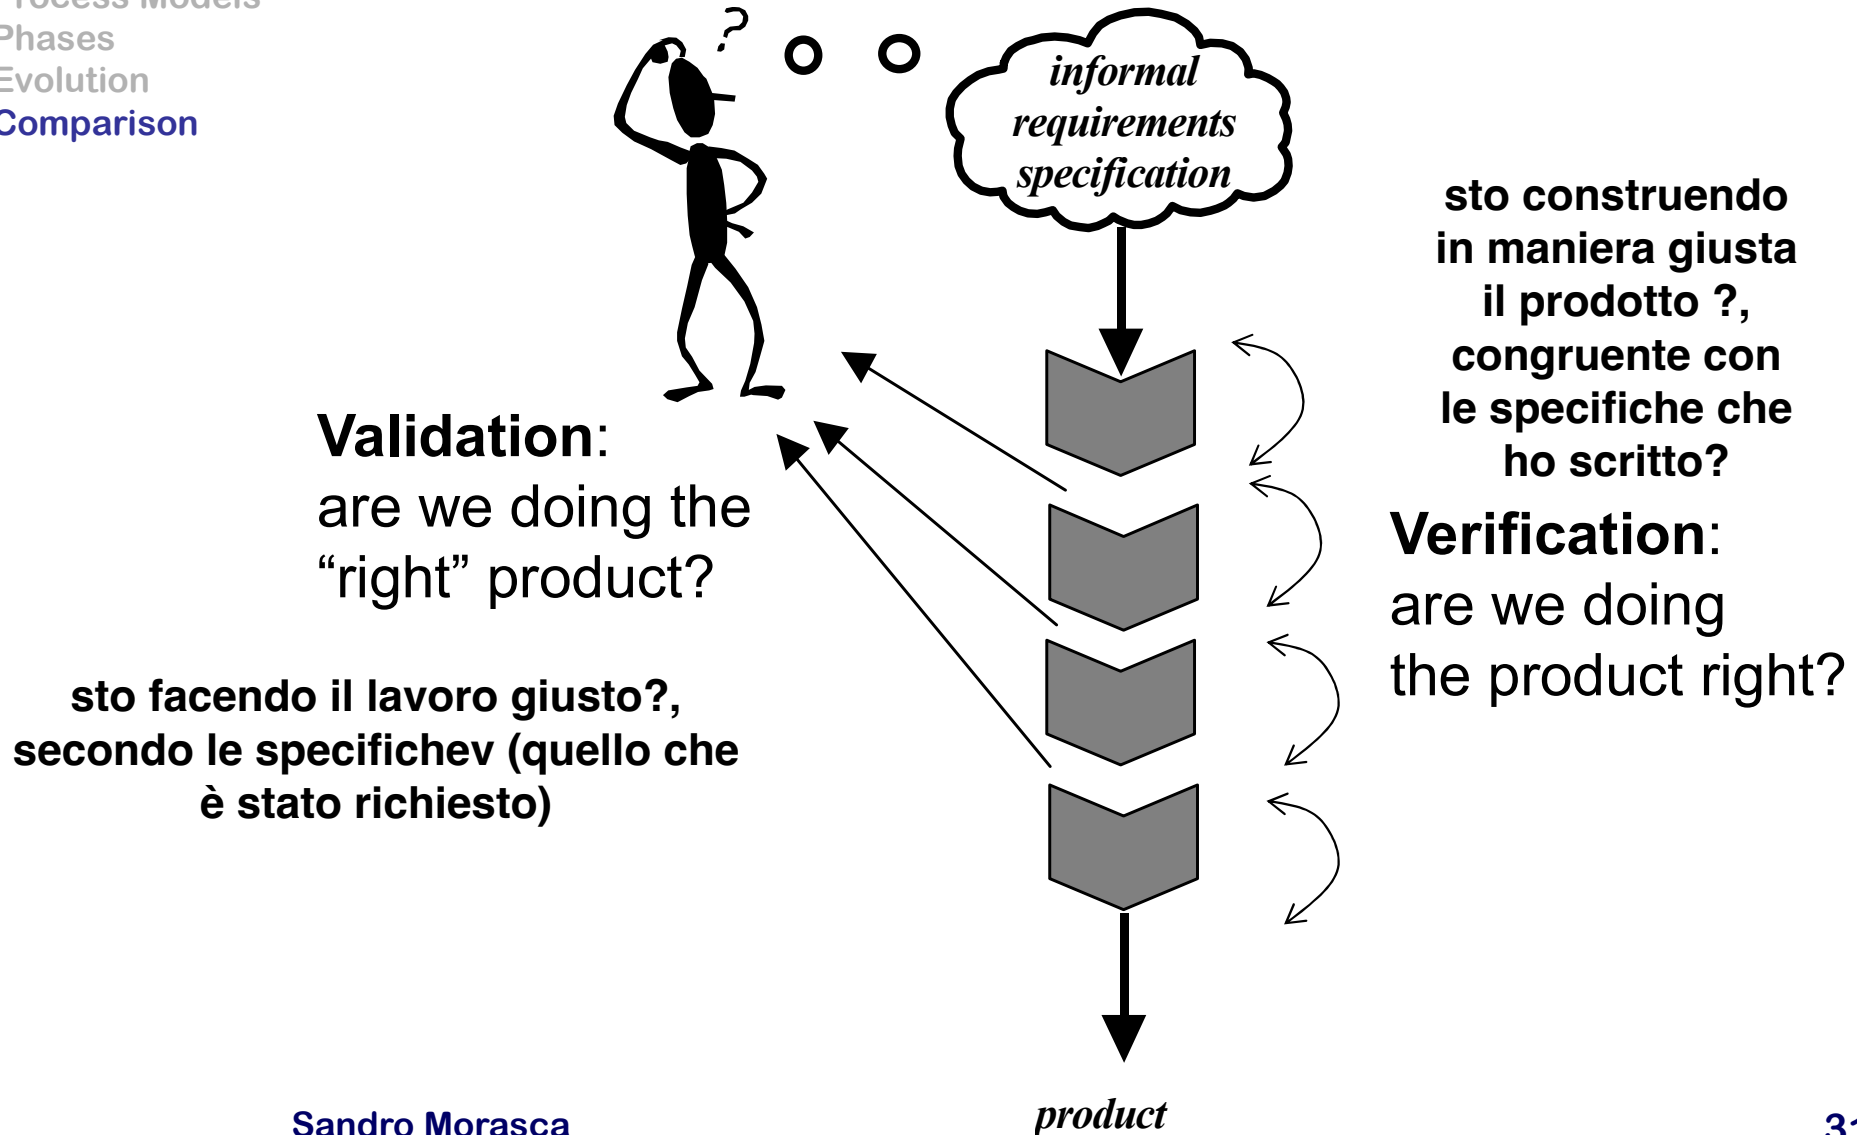 Process Models
Phases
Evolution
Comparison
?
informal
requirements
specification
sto construendo
in maniera giusta
il prodotto ?,
congruente con
le specifiche che
ho scritto?
Validation:
are we doing the
“right” product?
Verification:
are we doing
the product right?
sto facendo il lavoro giusto?,
secondo le specifichev (quello che
è stato richiesto)
product
Sandro Morasca